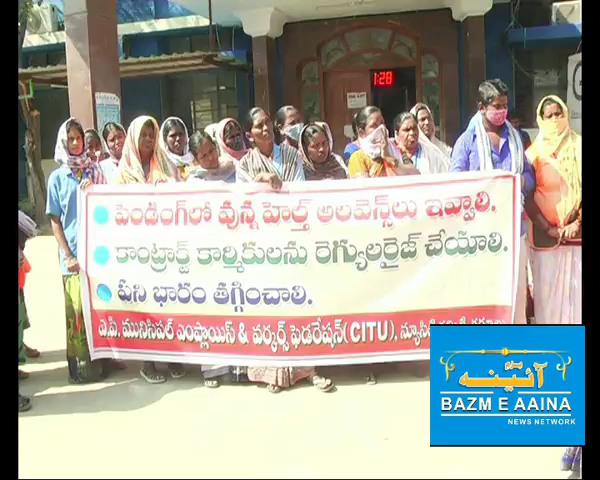 1:28
పెండింగ్‌లో వున్న హెల్త్ అలవెన్స్‌లు ఇవ్వాలి.
కాంట్రాక్ట్ కార్మికులను రెగ్యులరైజ్ చేయాలి.
పని భారం తగ్గించాలి.
ఎ.పి. మునిసిపల్ ఎంప్లాయీస్ & వర్కర్స్ ఫెడరేషన్ (CITU), న్యూసిటీ
بزم
آئینہ
BAZM E AAINA
NEWS NETWORK